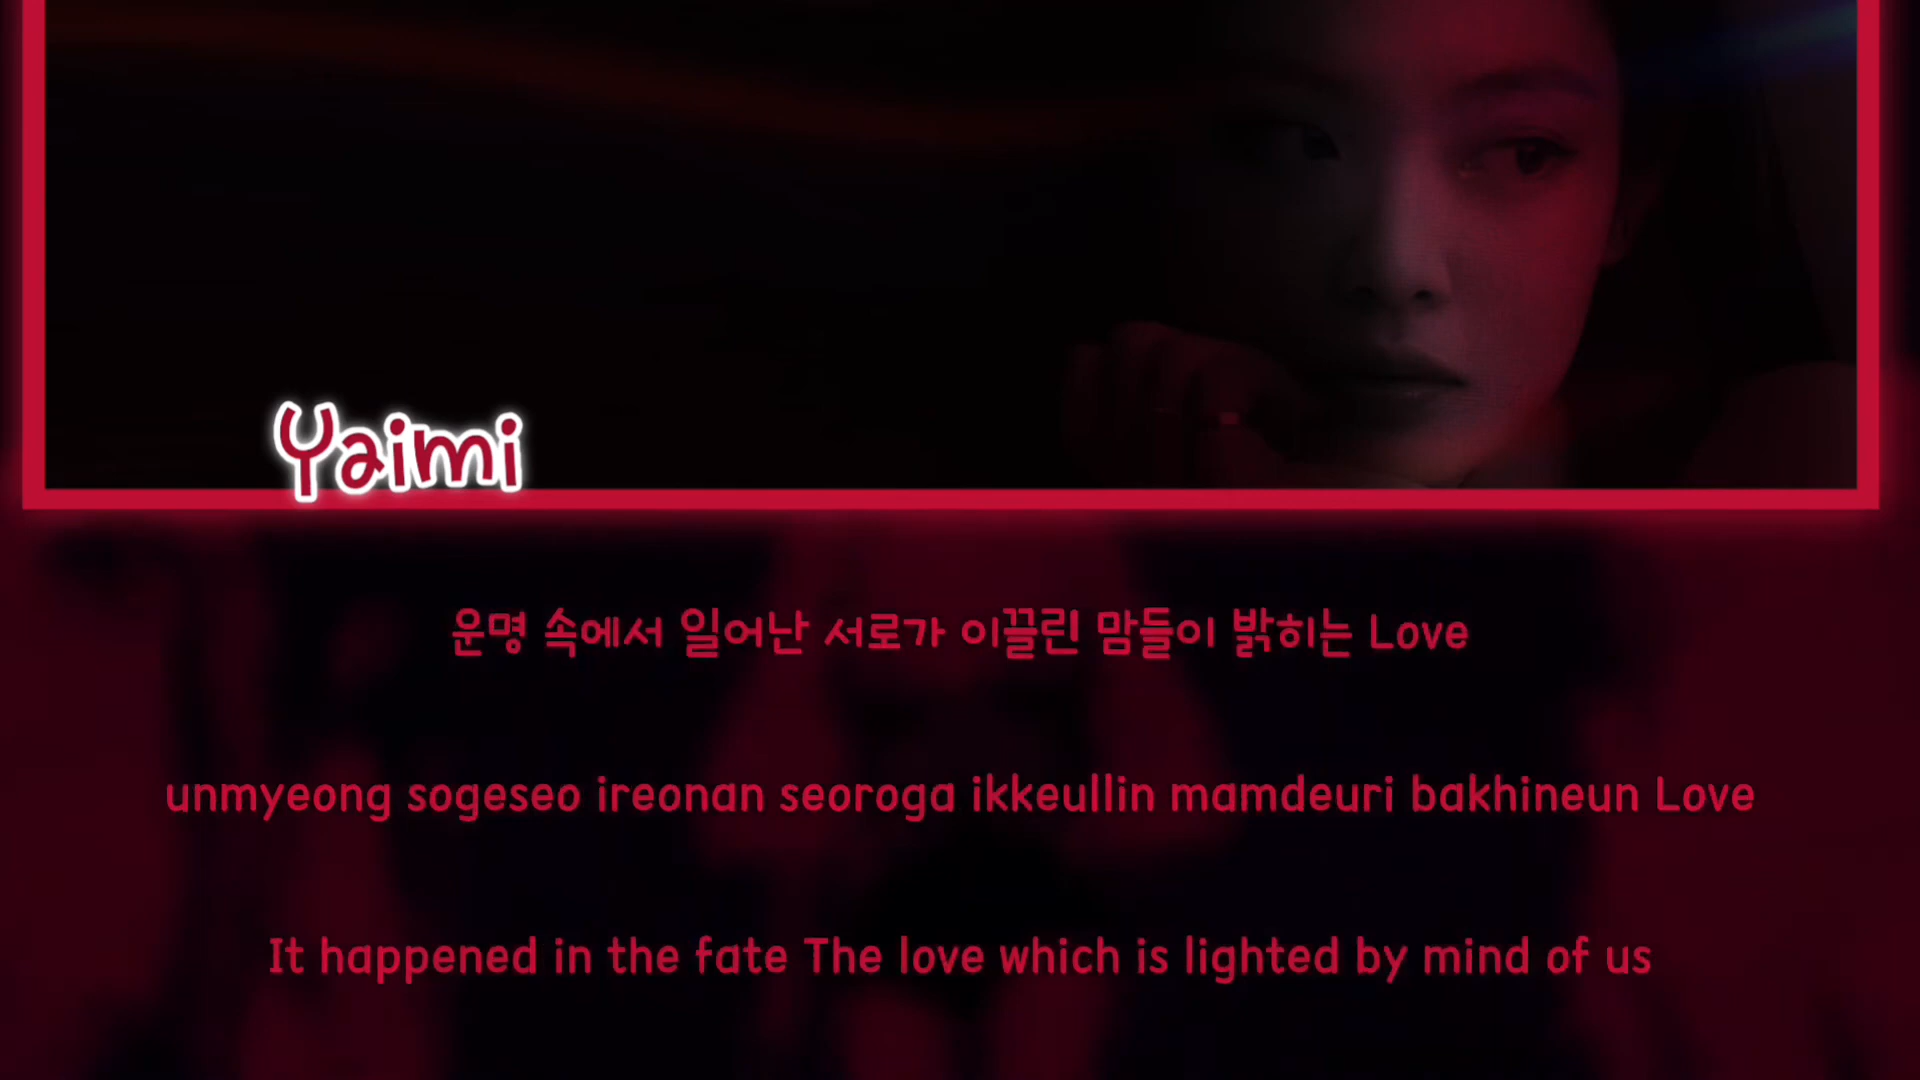 Yaimi
운명 속에서 일어난 서로가 이끌린 맘들이 밝히는 Love
unmyeong sogeseo ireonan seoroga ikkeullin mamdeuri bakhineun Love
It happened in the fate The love which is lighted by mind of us